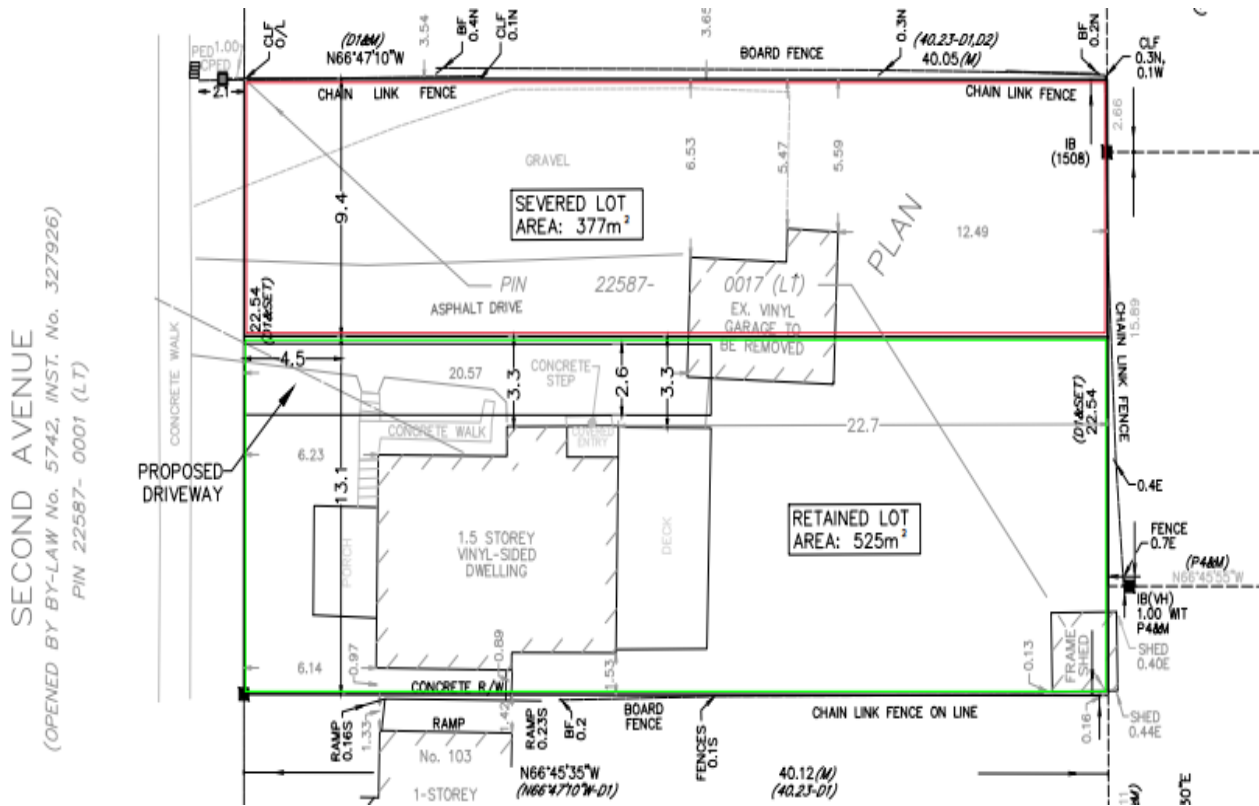 CLF
O/L
(D1&M)
N66°47'10"W
3.54
BF
0.4N
CLF
0.1N
3.65
BOARD FENCE
0.3N
(40.23-D1,D2)
40.05(M)
BF
0.2N
CLF
0.3N,
0.1W
PED 1.00
CPED
2.1
CHAIN LINK FENCE
CHAIN LINK FENCE
2.66
IB
(1508)
GRAVEL
6.53
5.47
5.59
9.4
SEVERED LOT
AREA: 377m²
PLAN
12.49
PIN 22587- 0017 (LT)
22.54
(D1&SET)
ASPHALT DRIVE
EX. VINYL
GARAGE TO
BE REMOVED
CHAIN LINK FENCE
15.89
SECOND AVENUE
(OPENED BY BY-LAW No. 5742, INST. No. 327926)
PIN 22587- 0001 (LT)
CONCRETE WALK
4.5
20.57
3.3
CONCRETE
STEP
2.6
3.3
(D1&SET)
22.54
CONCRETE WALK
COVERED
ENTRY
22.7
PROPOSED
DRIVEWAY
6.23
13.1
0.4E
RETAINED LOT
AREA: 525m²
1.5 STOREY
VINYL-SIDED
DWELLING
PORCH
DECK
FENCE
0.7E
(P4&M)
N66°45'55"W
IB(VH)
1.00 WIT
P4&M
6.14
0.97
0.89
1.53
0.13
FRAME
SHED
SHED
0.40E
CONCRETE R/W
RAMP
0.16S
1.33
RAMP
1.42
RAMP
0.23S
BF
0.2
BOARD
FENCE
FENCES
0.1S
CHAIN LINK FENCE ON LINE
0.16
SHED
0.44E
No. 103
1-STOREY
N66°45'35"W
(N66°47'10"W-D1)
40.12(M)
(40.23-D1)